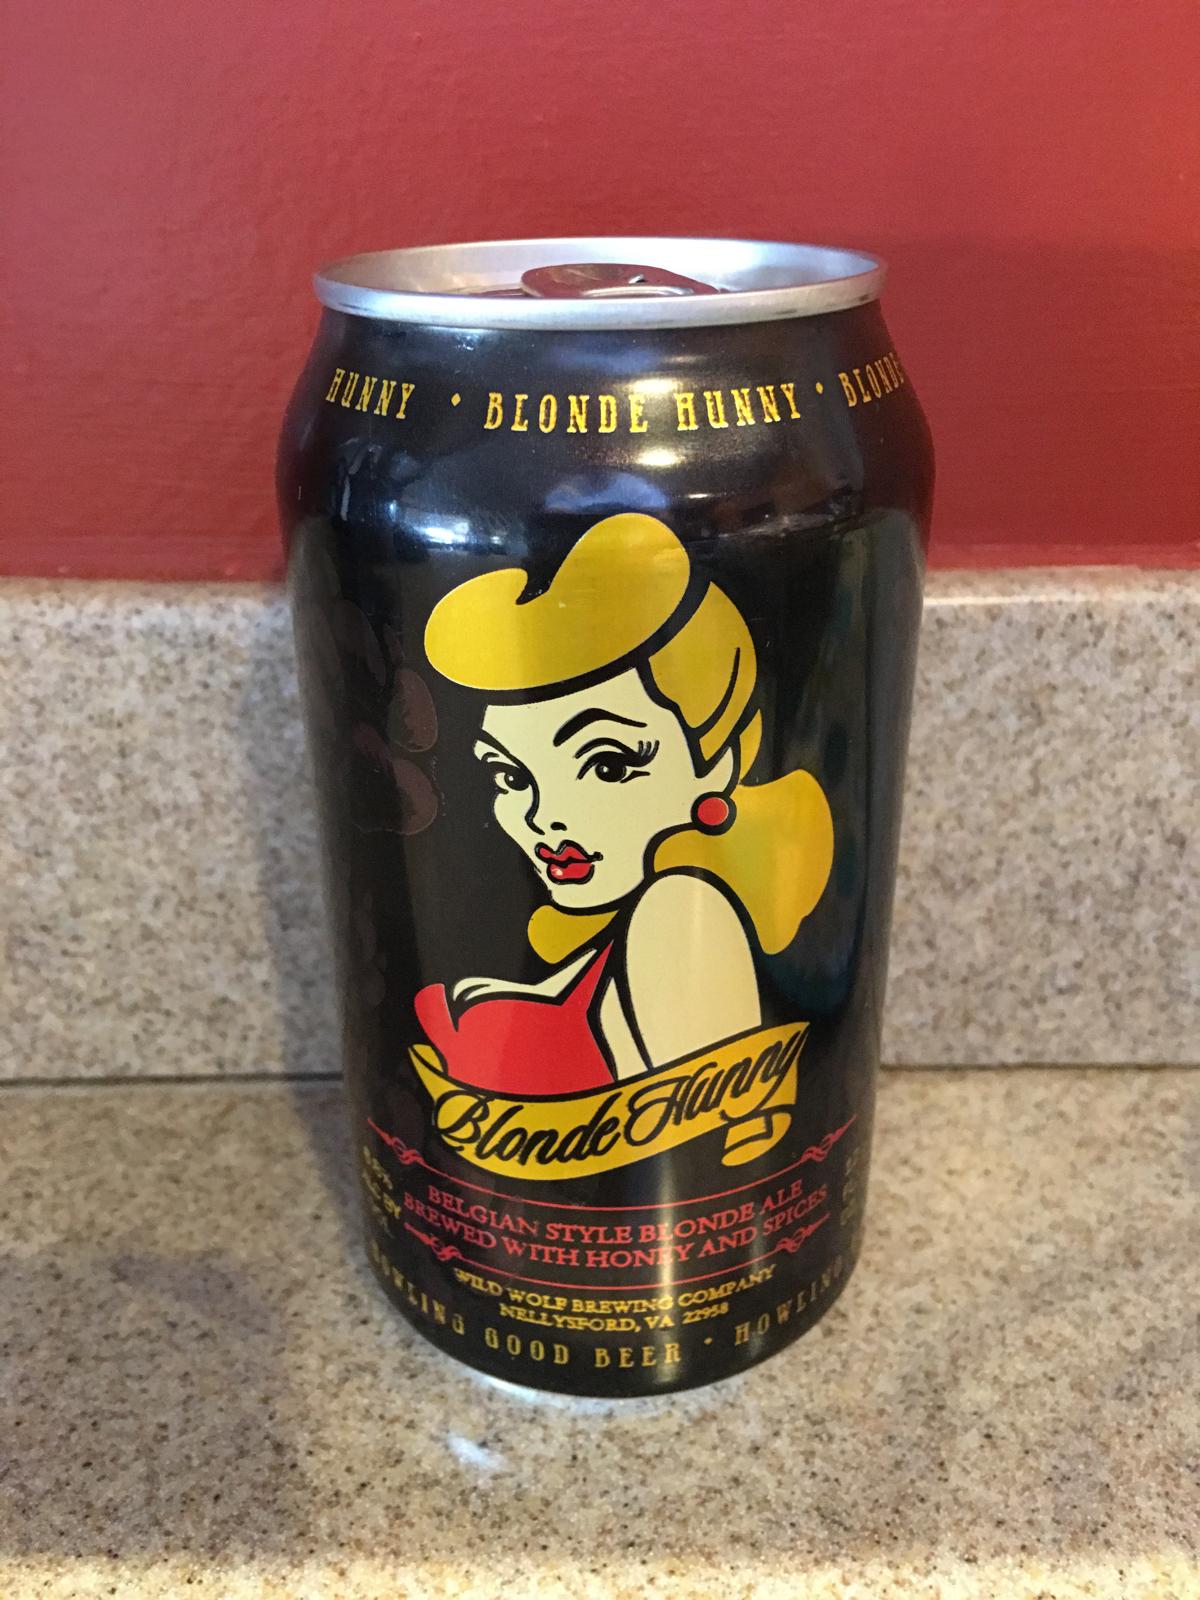 HUNNY • BLONDE HUNNY • BLONDE
Blonde Hunny
BELGIAN STYLE BLONDE ALE
BREWED WITH HONEY AND SPICES
WILD WOLF BREWING COMPANY
NELLYSFORD, VA 22958
HOWLING GOOD BEER • HOWLING